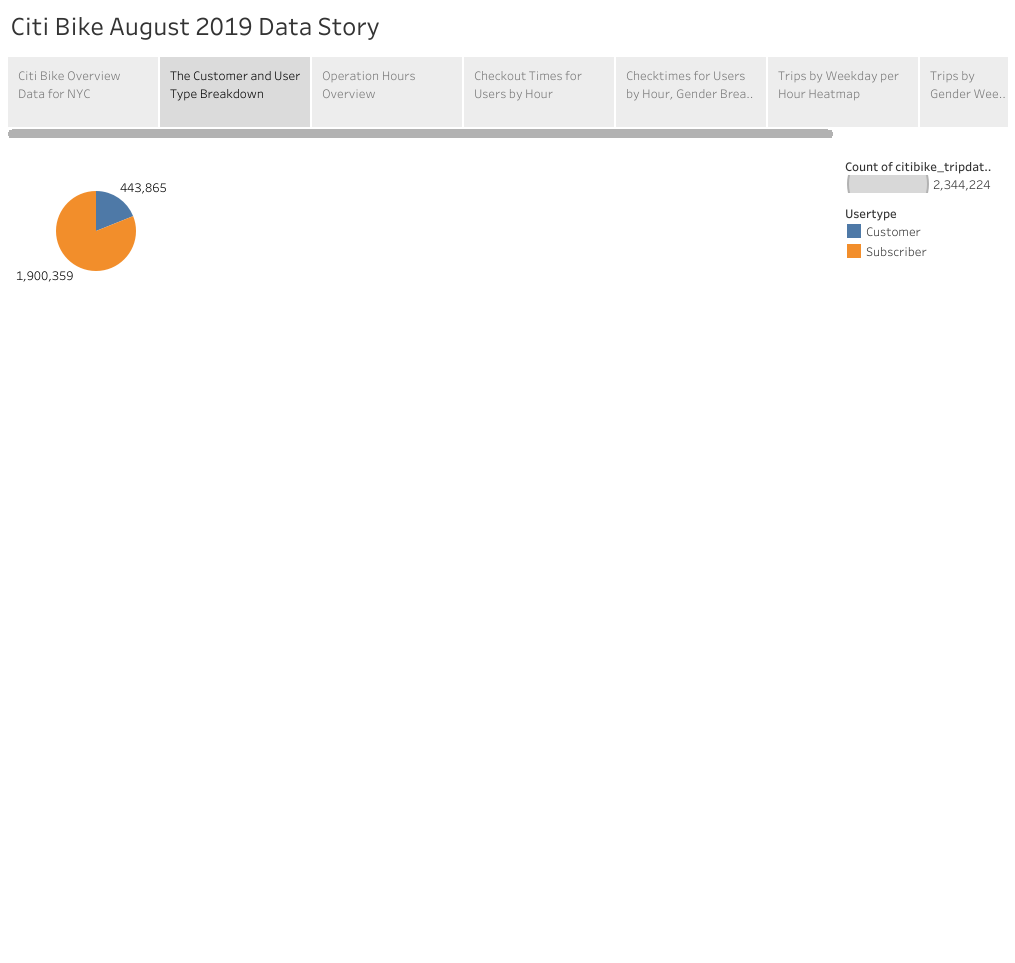 Citi Bike August 2019 Data Story
Citi Bike Overview
Data for NYC
The Customer and User
Type Breakdown
Operation Hours
Overview
Checkout Times for
Users by Hour
Checktimes for Users
by Hour, Gender Brea..
Trips by Weekday per
Hour Heatmap
Trips by
Gender Wee..
443,865
1,900,359
Count of citibike_tripdat..
2,344,224
Usertype
Customer
Subscriber